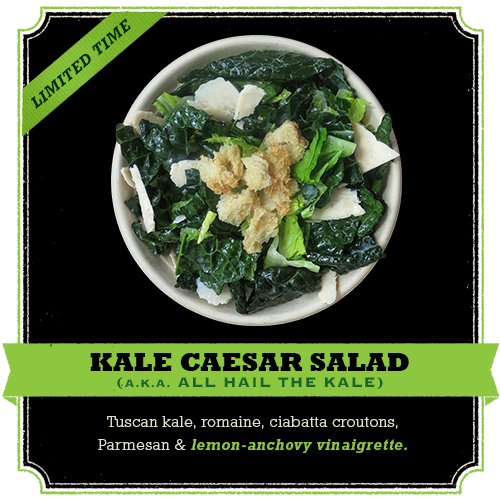 LIMITED TIME
KALE CAESAR SALAD
(A.K.A. ALL HAIL THE KALE)
Tuscan kale, romaine, ciabatta croutons,
Parmesan & lemon-anchovy vinaigrette.